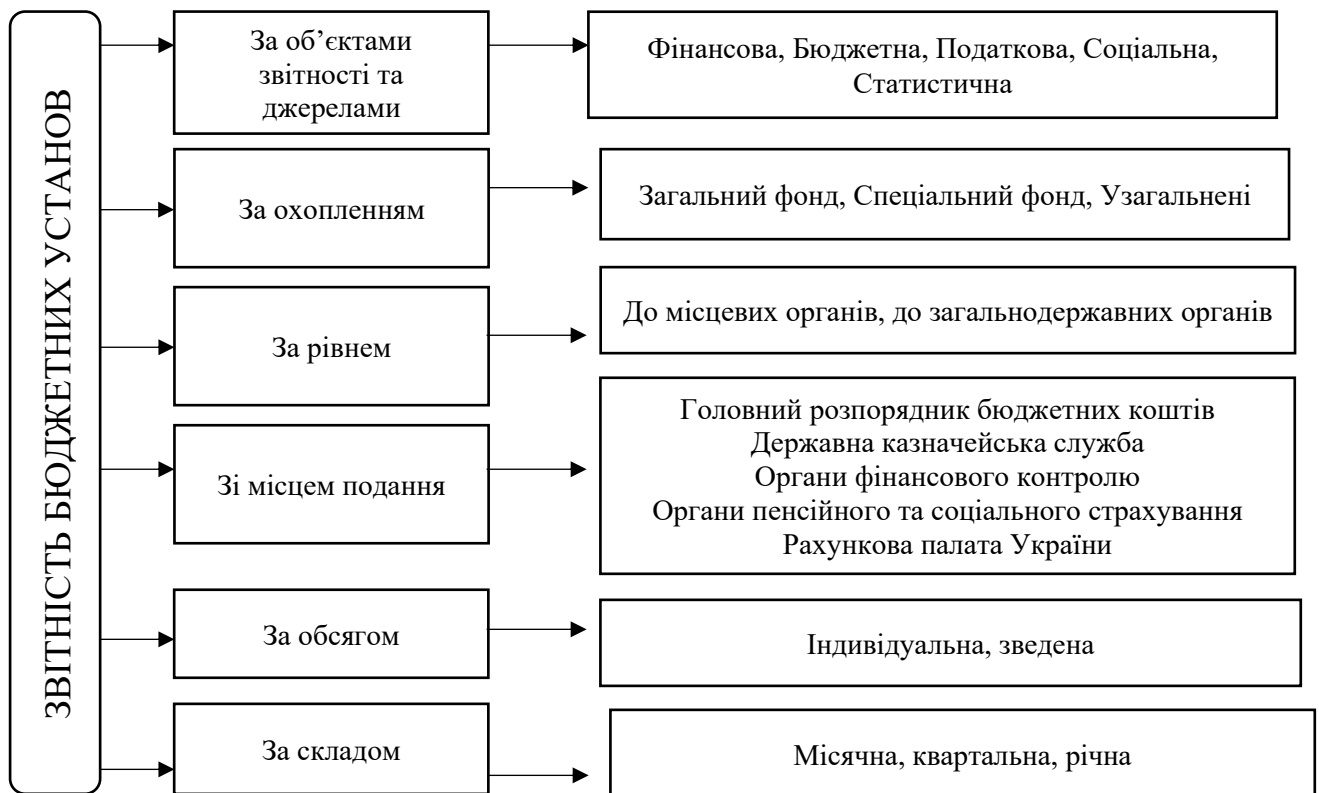 ЗВІТНІСТЬ БЮДЖЕТНИХ УСТАНОВ
За об’єктами
звітності та
джерелами
Фінансова, Бюджетна, Податкова, Соціальна,
Статистична
За охопленням
Загальний фонд, Спеціальний фонд, Узагальнені
За рівнем
До місцевих органів, до загальнодержавних органів
Зі місцем подання
Головний розпорядник бюджетних коштів
Державна казначейська служба
Органи фінансового контролю
Органи пенсійного та соціального страхування
Рахункова палата України
За обсягом
Індивідуальна, зведена
За складом
Місячна, квартальна, річна